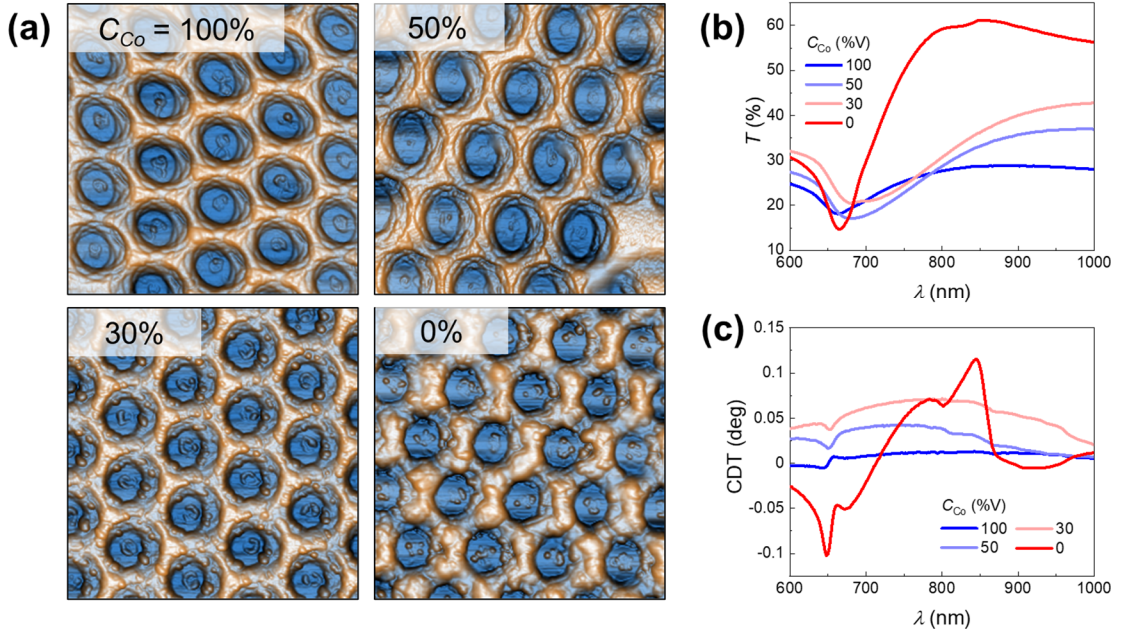 (a)
C_Co = 100%
50%
30%
0%
(b)
T (%)
60
50
40
30
20
10
C_Co (%V)
100
50
30
0
600 700 800 900 1000
λ (nm)
(c)
CDT (deg)
0.15
0.1
0.05
0
-0.05
-0.1
C_Co (%V)
100 30
50 0
600 700 800 900 1000
λ (nm)